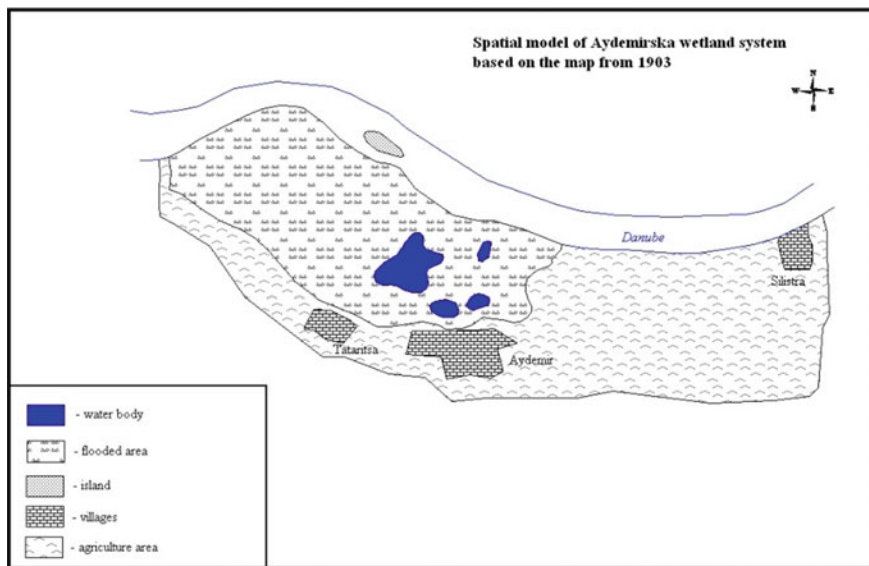 Spatial model of Aydemirska wetland system
based on the map from 1903
N
W E
S
Danube
Silistra
Tataritsa
Aydemir
- water body
- flooded area
- island
- villages
- agriculture area